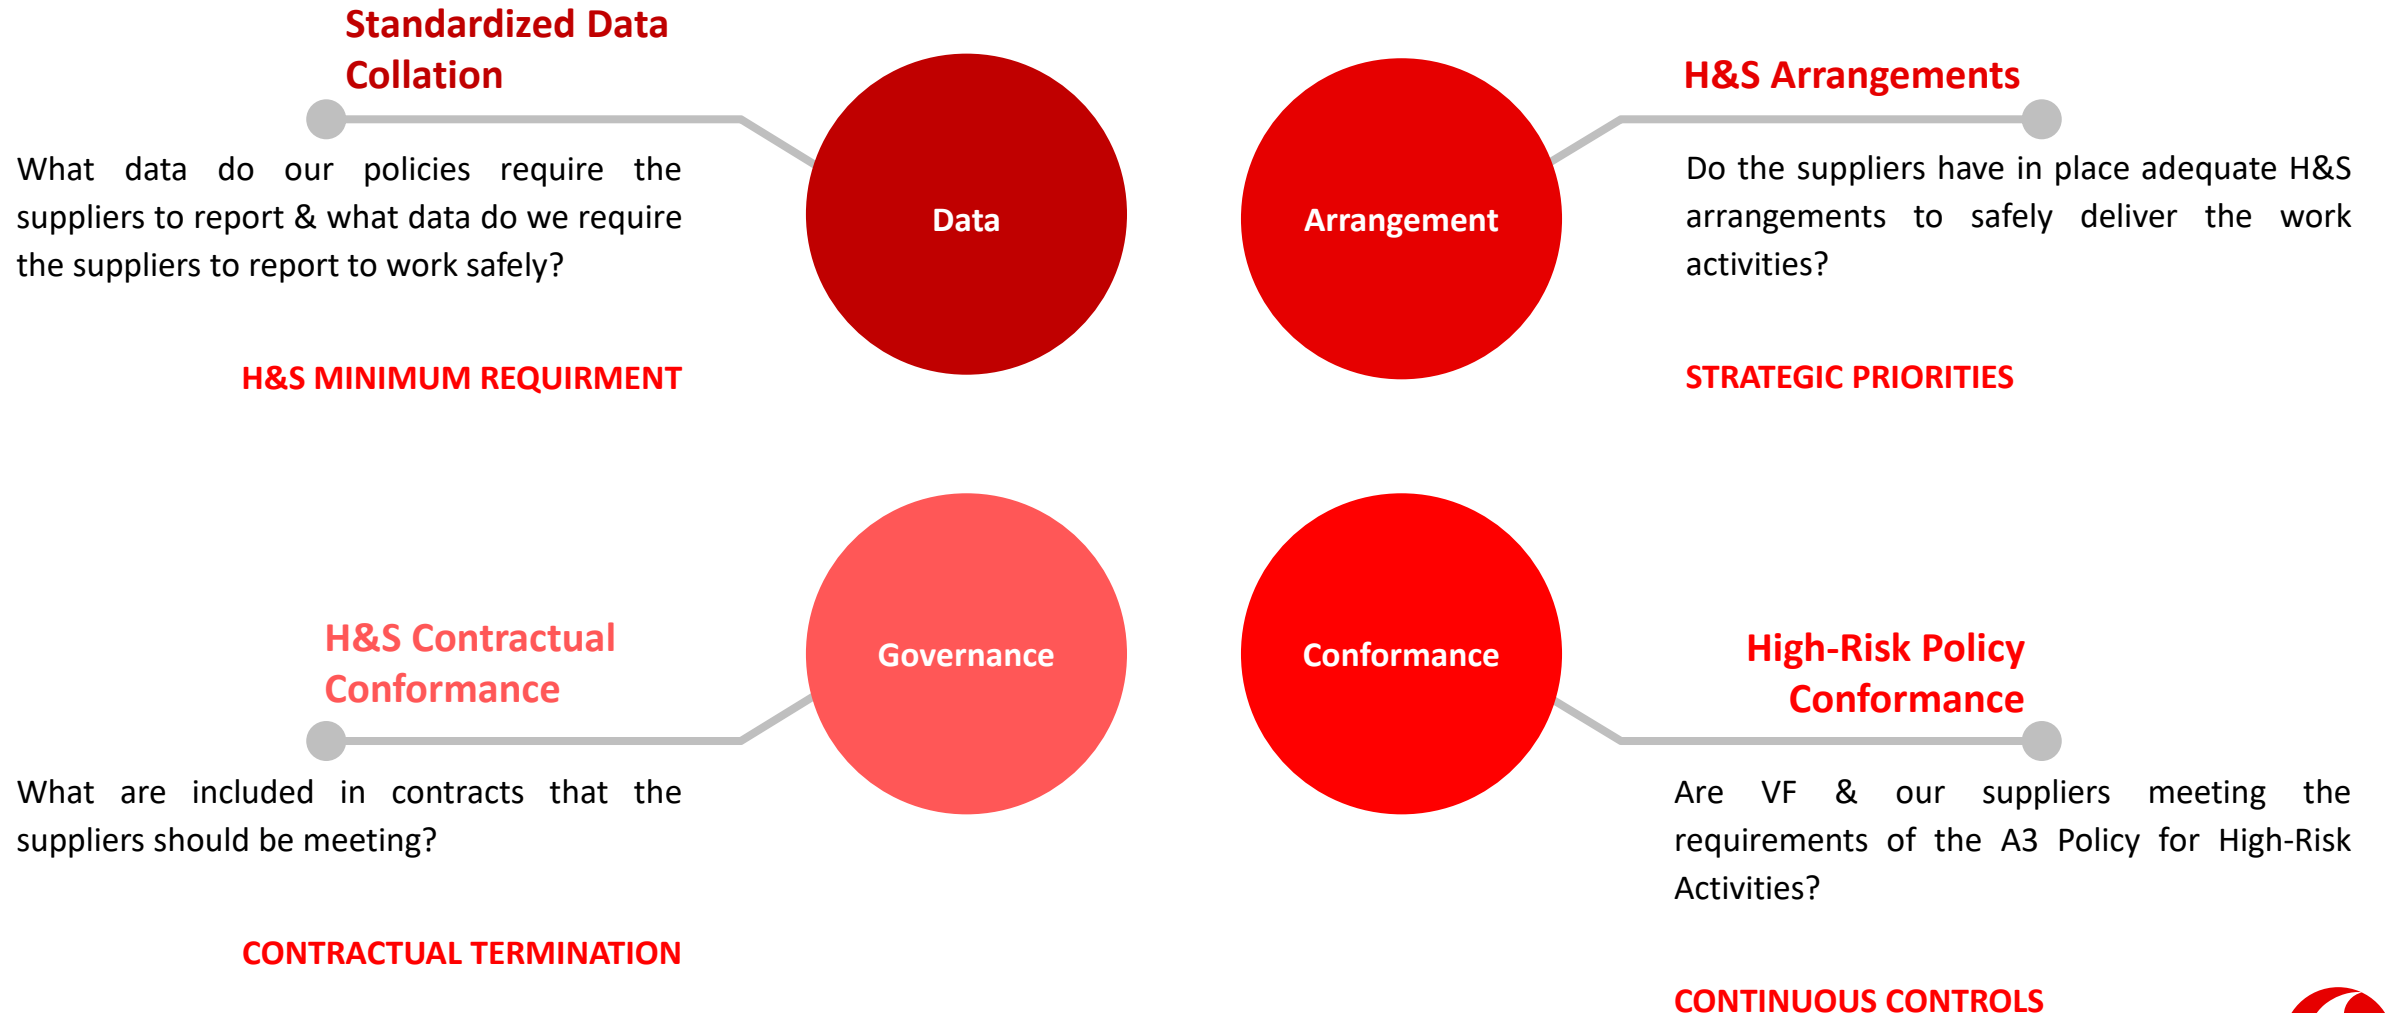 Standardized Data
Collation
What data do our policies require the
suppliers to report & what data do we require
the suppliers to report to work safely?
H&S MINIMUM REQUIRMENT
Data
Arrangement
H&S Arrangements
Do the suppliers have in place adequate H&S
arrangements to safely deliver the work
activities?
STRATEGIC PRIORITIES
H&S Contractual
Conformance
What are included in contracts that the
suppliers should be meeting?
CONTRACTUAL TERMINATION
Governance
Conformance
High-Risk Policy
Conformance
Are VF & our suppliers meeting the
requirements of the A3 Policy for HIgh-Risk
Activities?
CONTINUOUS CONTROLS